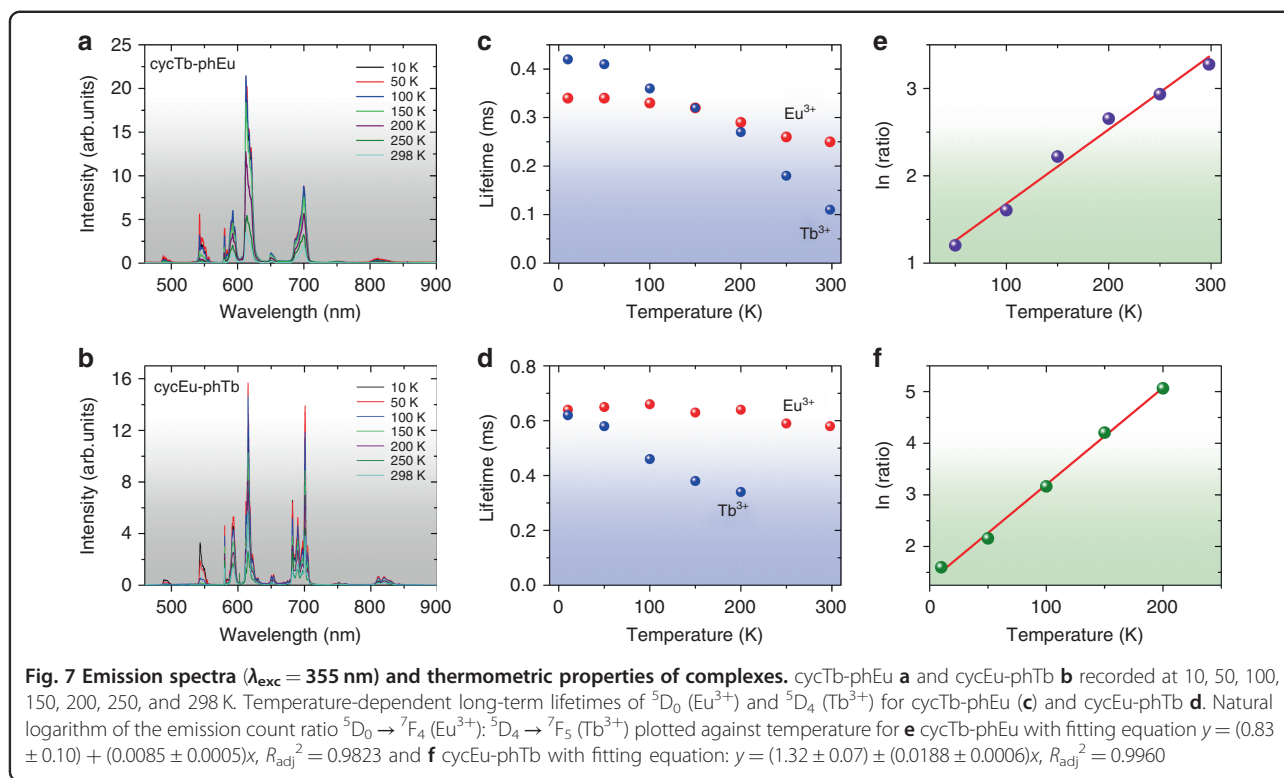 a
cycTb-phEu
10 K
50 K
100 K
150 K
200 K
250 K
298 K
Intensity (arb.units)
25
20
15
10
5
0
500 600 700 800 900
Wavelength (nm)
c
Eu3+
Tb3+
Lifetime (ms)
0.4
0.3
0.2
0.1
0.0
0 50 100 150 200 250 300
Temperature (K)
e
ln (ratio)
3
2
1
100 150 200 250 300
Temperature (K)
b
cycEu-phTb
10 K
50 K
100 K
150 K
200 K
250 K
298 K
Intensity (arb.units)
16
12
8
4
0
500 600 700 800 900
Wavelength (nm)
d
Eu3+
Tb3+
Lifetime (ms)
0.8
0.6
0.4
0.2
0.0
0 50 100 150 200 250 300
Temperature (K)
f
ln (ratio)
5
4
3
2
0 100 200
Temperature (K)
Fig. 7 Emission spectra (λexc = 355 nm) and thermometric properties of complexes. cycTb-phEu a and cycEu-phTb b recorded at 10, 50, 100,
150, 200, 250, and 298 K. Temperature-dependent long-term lifetimes of 5D0 (Eu3+) and 5D4 (Tb3+) for cycTb-phEu (c) and cycEu-phTb d. Natural
logarithm of the emission count ratio 5D0 → 7F4 (Eu3+): 5D4 → 7F5 (Tb3+) plotted against temperature for e cycTb-phEu with fitting equation y = (0.83
± 0.10) + (0.0085 ± 0.0005)x, Radj2 = 0.9823 and f cycEu-phTb with fitting equation: y = (1.32 ± 0.07) ± (0.0188 ± 0.0006)x, Radj2 = 0.9960